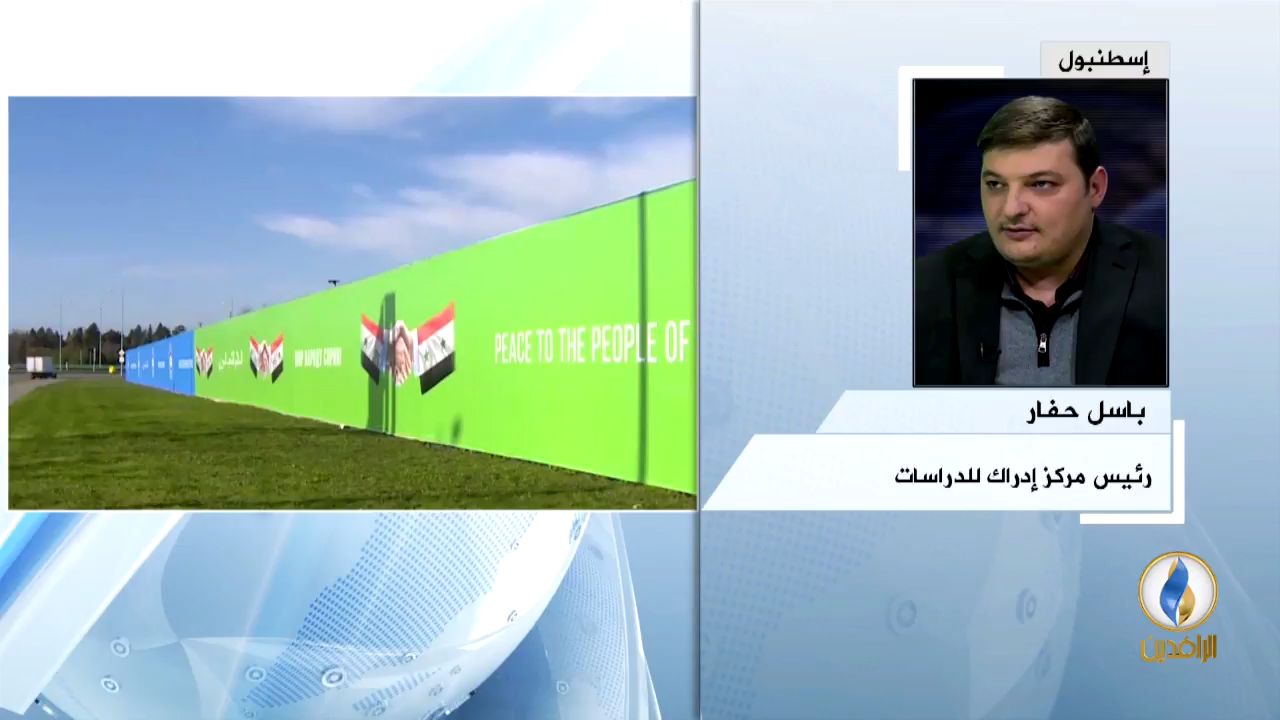 إسطنبول
باسل حفار
رئيس مركز إدراك للدراسات
PEACE TO THE PEOPLE OF
МИР НАРОДУ СИРИИ
الرافدين